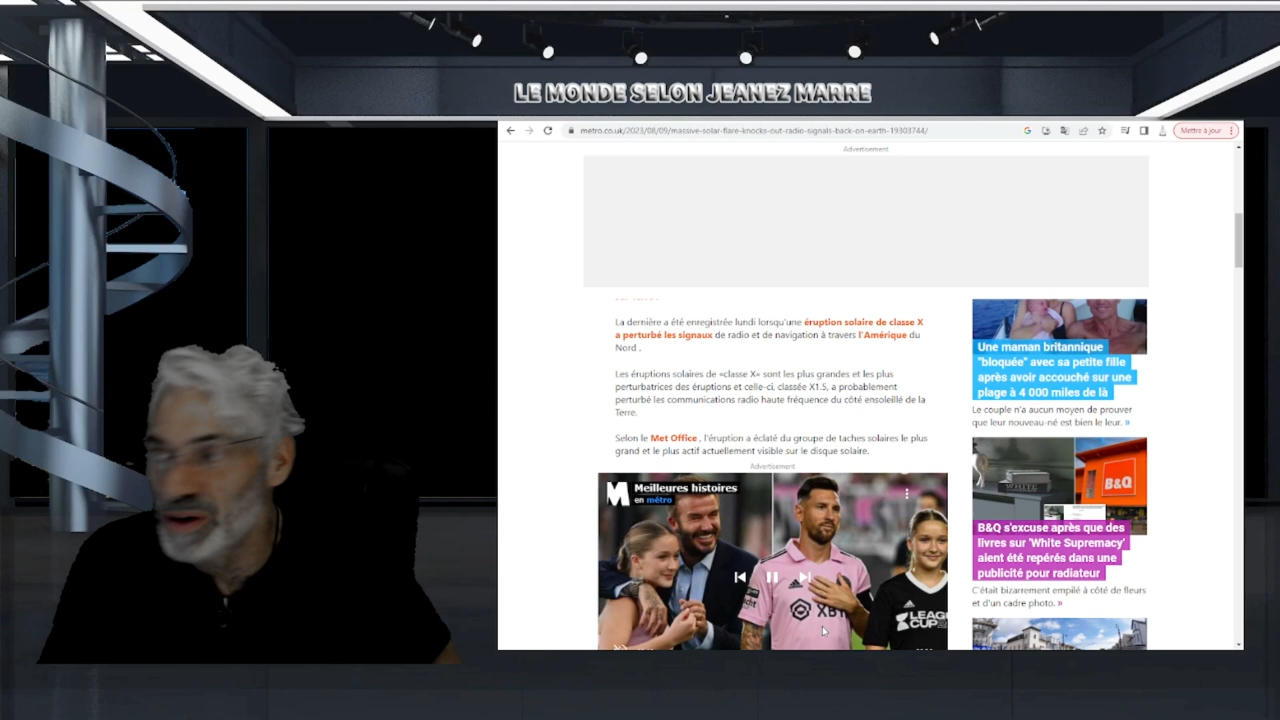 LE MONDE SELON JEANEZ MARRE
metro.co.uk/2023/08/09/massive-solar-flare-knocks-out-radio-signals-back-on-earth-19303744/
Mettre à jour
Advertisement
La dernière a été enregistrée lundi lorsqu'une éruption solaire de classe X
a perturbé les signaux de radio et de navigation à travers l'Amérique du
Nord .
Les éruptions solaires de «classe X» sont les plus grandes et les plus
perturbatrices des éruptions et celle-ci, classée X1.5, a probablement
perturbé les communications radio haute fréquence du côté ensoleillé de la
Terre.
Selon le Met Office , l'éruption a éclaté du groupe de taches solaires le plus
grand et le plus actif actuellement visible sur le disque solaire.
Advertisement
Meilleures histoires
en métro
XBT
LEAGUE
CUP
Une maman britannique
"bloquée" avec sa petite fille
après avoir accouché sur une
plage à 4 000 miles de là
Le couple n'a aucun moyen de prouver
que leur nouveau-né est bien le leur. »
B&Q
B&Q s'excuse après que des
livres sur 'White Supremacy'
aient été repérés dans une
publicité pour radiateur
C'était bizarrement empilé à côté de fleurs
et d'un cadre photo. »